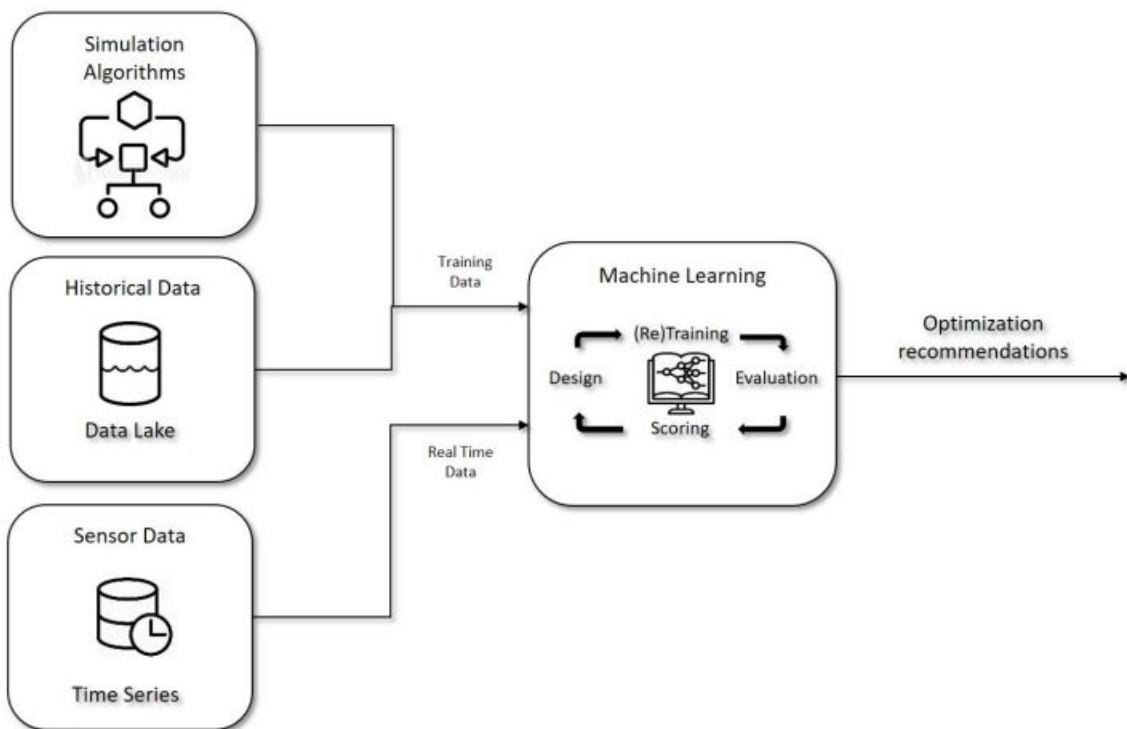 Simulation
Algorithms
Historical Data
Data Lake
Sensor Data
Time Series
Training
Data
Real Time
Data
Machine Learning
(Re)Training
Design
Evaluation
Scoring
Optimization
recommendations